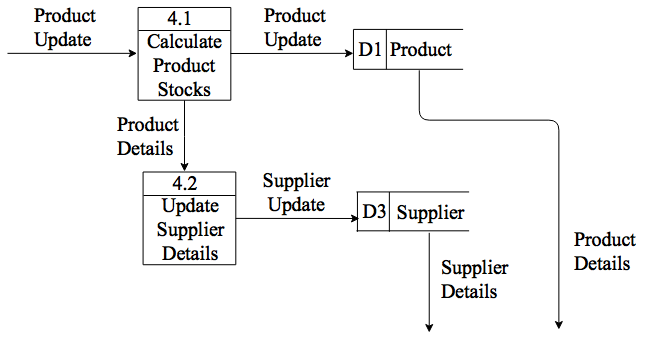 Product
Update
4.1
Calculate
Product
Stocks
Product
Update
D1 Product
Product
Details
4.2
Update
Supplier
Details
Supplier
Update
D3 Supplier
Supplier
Details
Product
Details